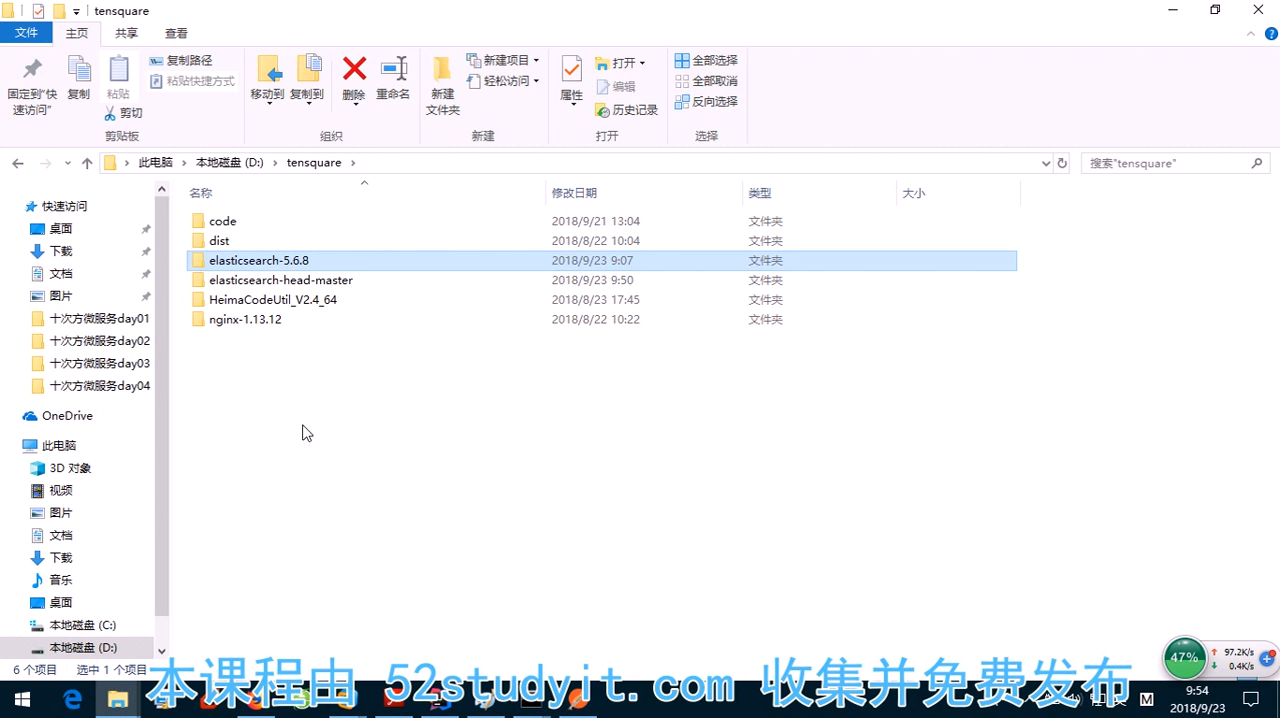 tensquare
文件 主页 共享 查看
固定到"快速访问"
复制
粘贴
复制路径
粘贴快捷方式
剪切
剪贴板
移动到 复制到 删除 重命名
组织
新建文件夹
新建项目
轻松访问
新建
属性
打开
编辑
历史记录
打开
全部选择
全部取消
反向选择
选择
此电脑 本地磁盘 (D:) tensquare
搜索"tensquare"
名称 修改日期 类型 大小
code 2018/9/21 13:04 文件夹
dist 2018/8/22 10:04 文件夹
elasticsearch-5.6.8 2018/9/23 9:07 文件夹
elasticsearch-head-master 2018/9/23 9:50 文件夹
HeimaCodeUtil_V2.4_64 2018/8/23 17:45 文件夹
nginx-1.13.12 2018/8/22 10:22 文件夹
快速访问
桌面
下载
文档
图片
十次方微服务day01
十次方微服务day02
十次方微服务day03
十次方微服务day04
OneDrive
此电脑
3D 对象
视频
图片
文档
下载
音乐
桌面
本地磁盘 (C:)
本地磁盘 (D:)
6 个项目 选中 1 个项目
47%
97.2K/s
0.4K/s
本课程由 52studyit.com 收集并免费发布
M
9:54
2018/9/23